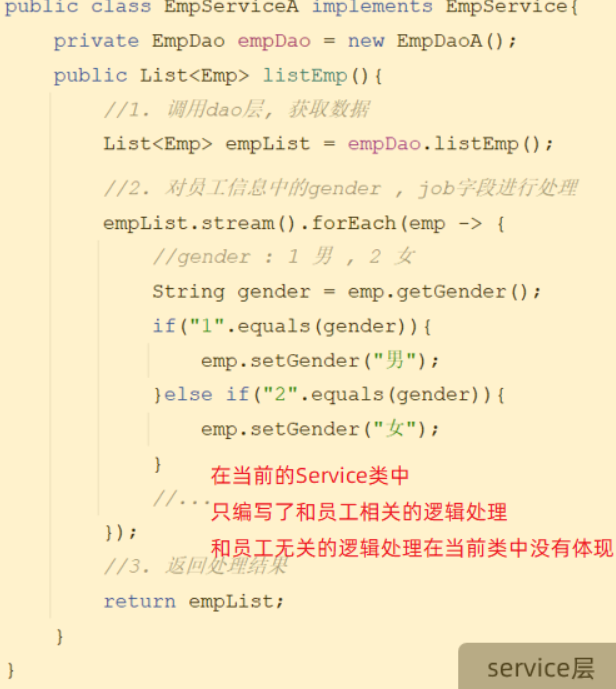 public class EmpServiceA implements EmpService{
private EmpDao empDao = new EmpDaoA();
public List<Emp> listEmp(){
//1. 调用dao层, 获取数据
List<Emp> empList = empDao.listEmp();
//2. 对员工信息中的gender , job字段进行处理
empList.stream().forEach(emp -> {
//gender : 1 男 , 2 女
String gender = emp.getGender();
if("1".equals(gender)){
emp.setGender("男");
}else if("2".equals(gender)){
emp.setGender("女");
}
在当前的Service类中
//...
只编写了和员工相关的逻辑处理
});
和员工无关的逻辑处理在当前类中没有体现
//3. 返回处理结果
return empList;
}
}
service层